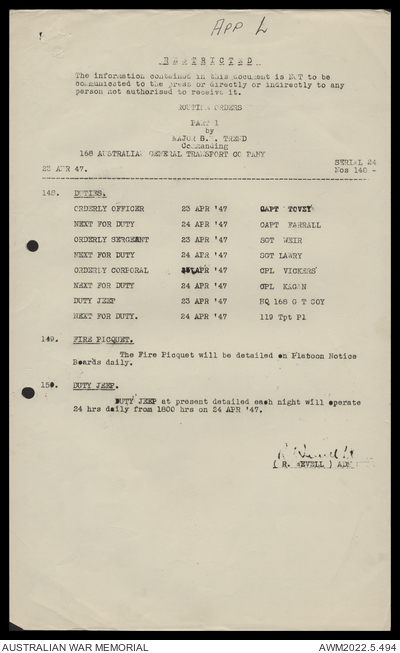 APP L
RESTRICTED
The information contained in this document is NOT to be
communicated to the press or directly or indirectly to any
person not authorised to receive it.
ROUTINE ORDERS
PART 1
by
MAJOR TREND
Commanding
168 AUSTRALIAN GENERAL TRANSPORT COMPANY
SERIAL 24
23 APR '47. Nos 148 -
148. DUTIES.
ORDERLY OFFICER 23 APR '47 CAPT TOVEY
NEXT FOR DUTY 24 APR '47 CAPT FARRALL
ORDERLY SERGEANT 23 APR '47 SGT WEIR
NEXT FOR DUTY 24 APR '47 SGT LAWRY
ORDERLY CORPORAL APR '47 CPL VICKERS
NEXT FOR DUTY 24 APR '47 CPL KAGAN
DUTY JEEP 23 APR '47 HQ 168 G T COY
NEXT FOR DUTY. 24 APR '47 119 Tpt Pl
149. FIRE PICQUET.
The Fire Picquet will be detailed on Platoon Notice
Boards daily.
150. DUTY JEEP.
DUTY JEEP at present detailed each night will operate
24 hrs daily from 1800 hrs on 24 APR '47.
( R. ) ADJ
AUSTRALIAN WAR MEMORIAL AWM2022.5.494